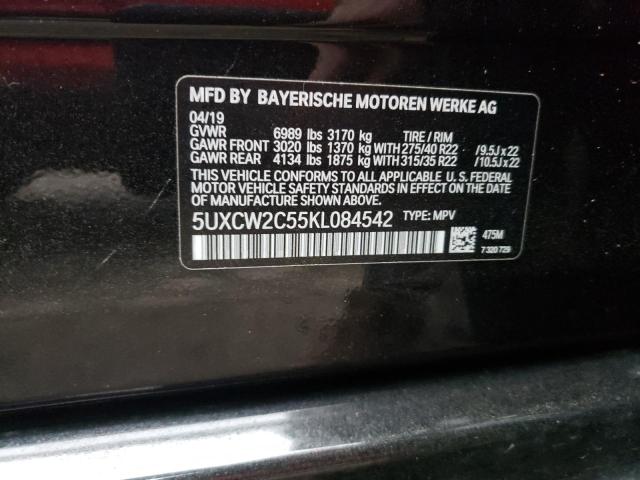 MFD BY BAYERISCHE MOTOREN WERKE AG
04/19
GVWR 6989 lbs 3170 kg TIRE / RIM
GAWR FRONT 3020 lbs 1370 kg WITH 275/40 R22 /9.5J x 22
GAWR REAR 4134 lbs 1875 kg WITH 315/35 R22 /10.5J x 22
THIS VEHICLE CONFORMS TO ALL APPLICABLE U. S. FEDERAL
MOTOR VEHICLE SAFETY STANDARDS IN EFFECT ON THE
DATE OF MANUFACTURE SHOWN ABOVE.
5UXCW2C55KL084542 TYPE: MPV
475M
7 320 729